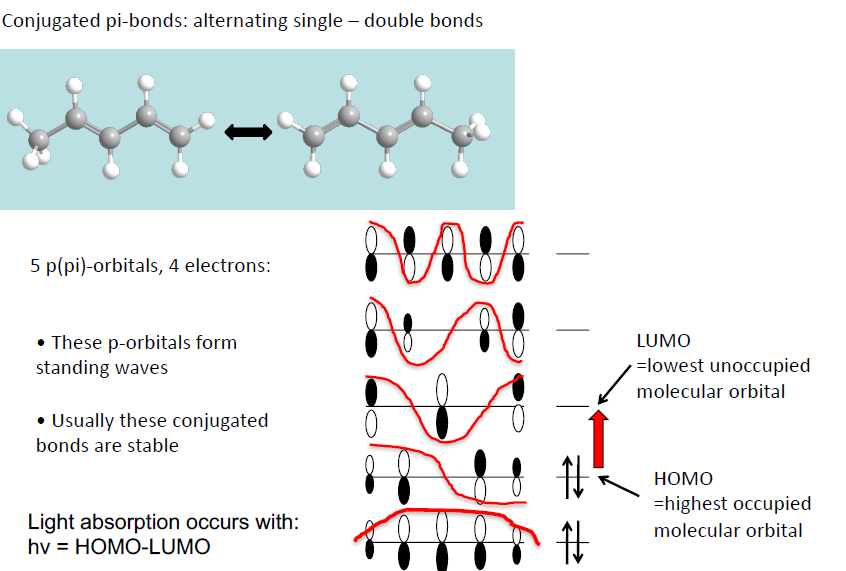 Conjugated pi-bonds: alternating single – double bonds
5 p(pi)-orbitals, 4 electrons:
• These p-orbitals form
standing waves
• Usually these conjugated
bonds are stable
Light absorption occurs with:
hv = HOMO-LUMO
LUMO
=lowest unoccupied
molecular orbital
HOMO
=highest occupied
molecular orbital